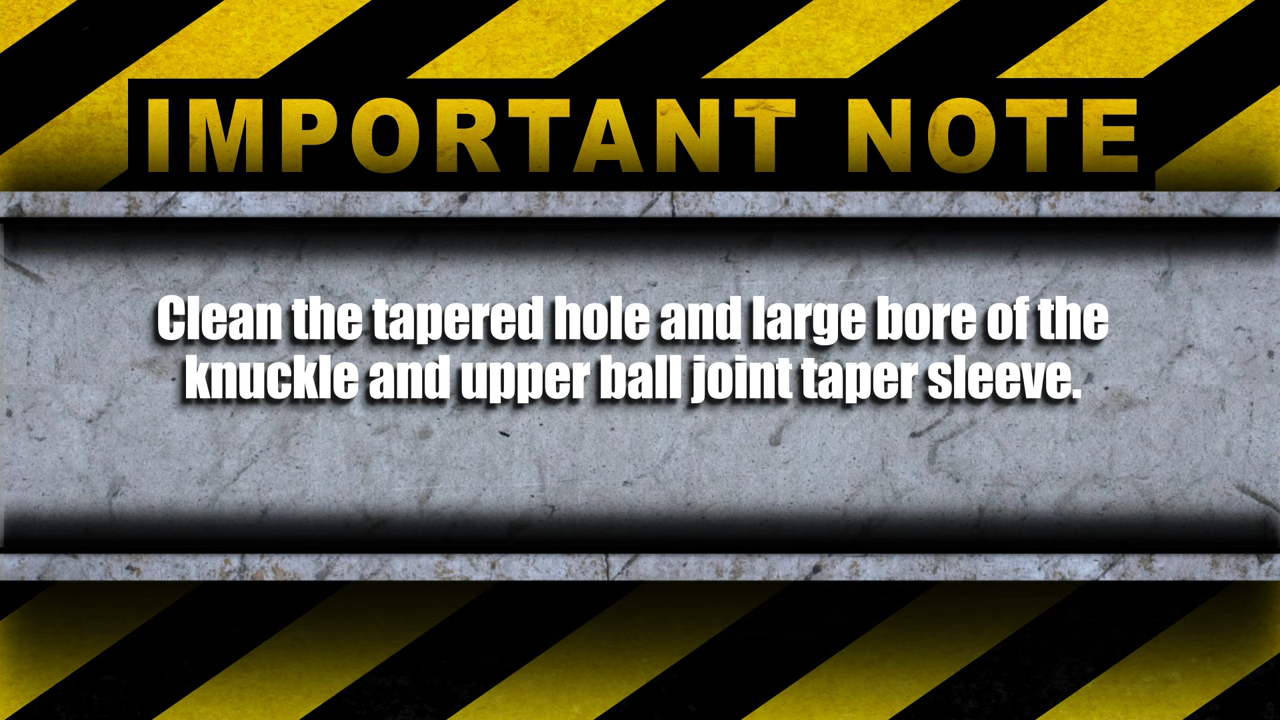 IMPORTANT NOTE
Clean the tapered hole and large bore of the
knuckle and upper ball joint taper sleeve.